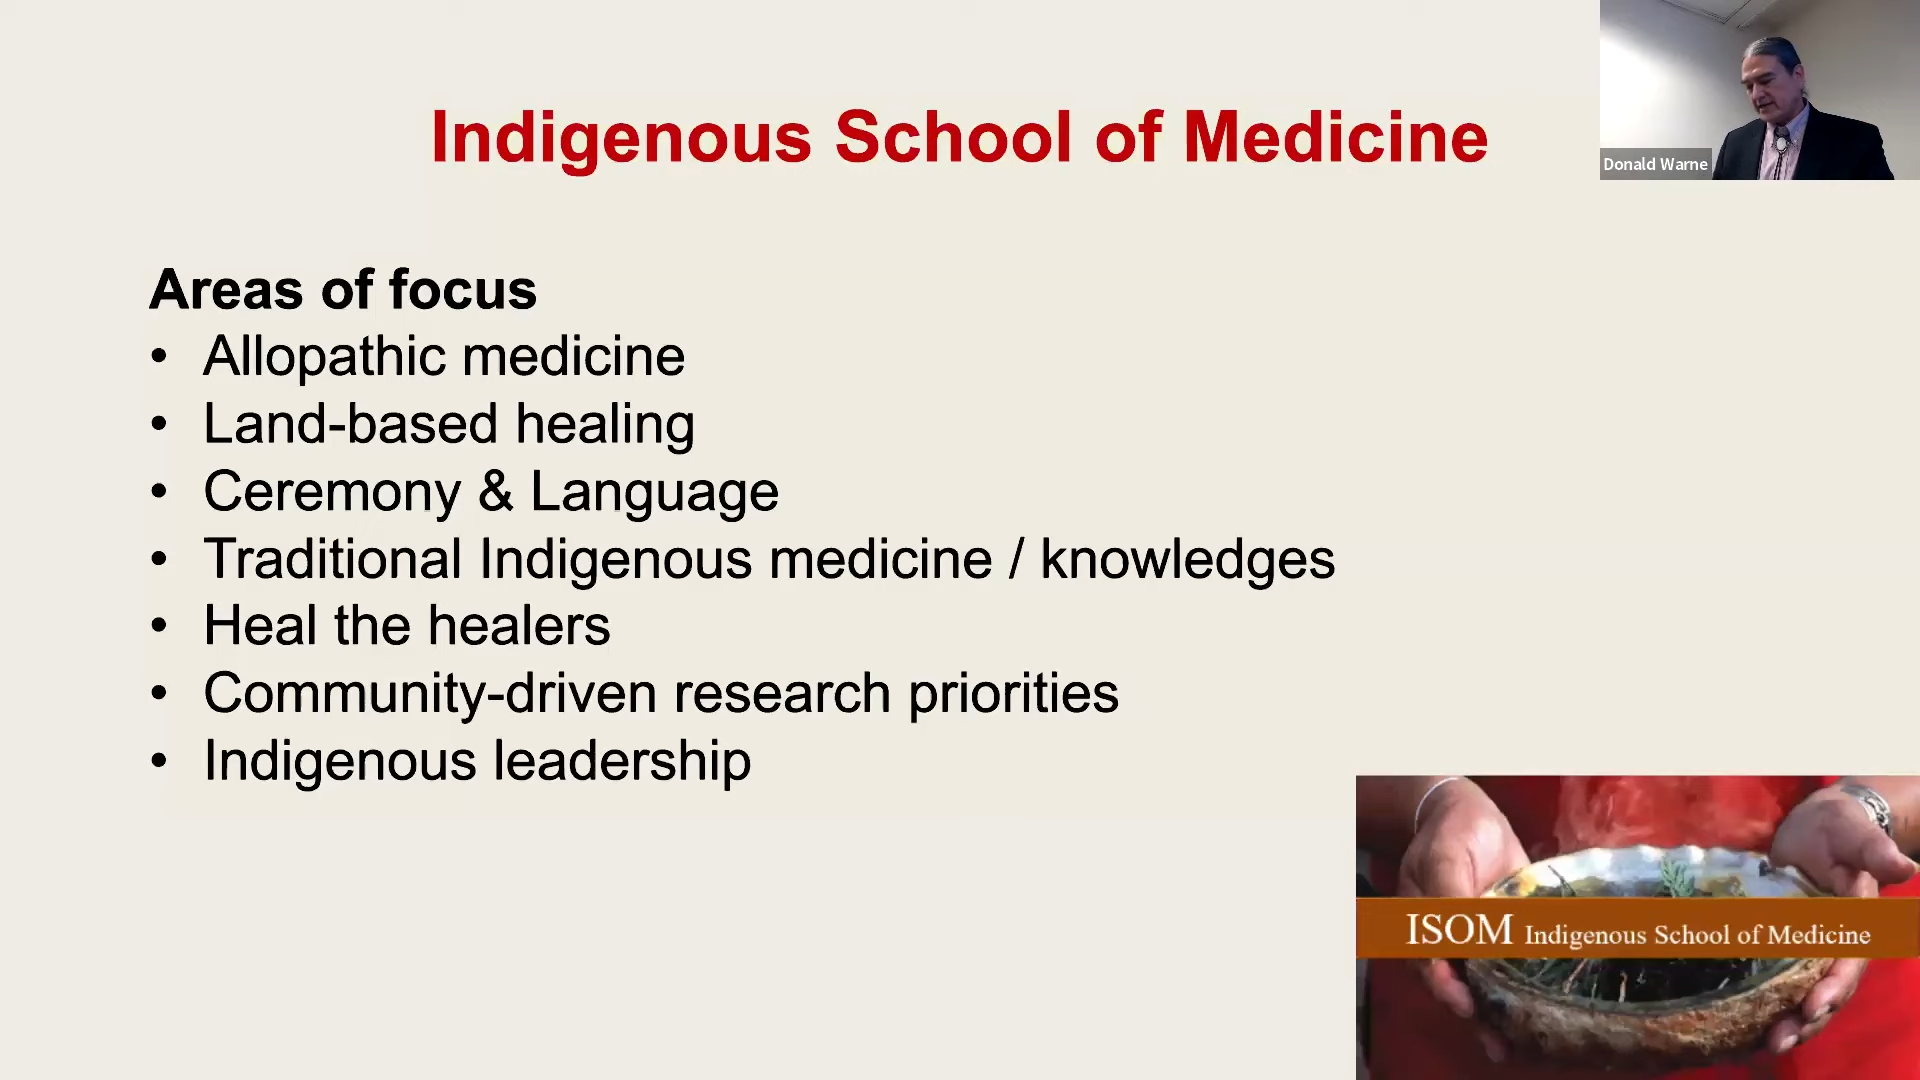 Indigenous School of Medicine
Donald Warne
Areas of focus
• Allopathic medicine
• Land-based healing
• Ceremony & Language
• Traditional Indigenous medicine / knowledges
• Heal the healers
• Community-driven research priorities
• Indigenous leadership
ISOM Indigenous School of Medicine